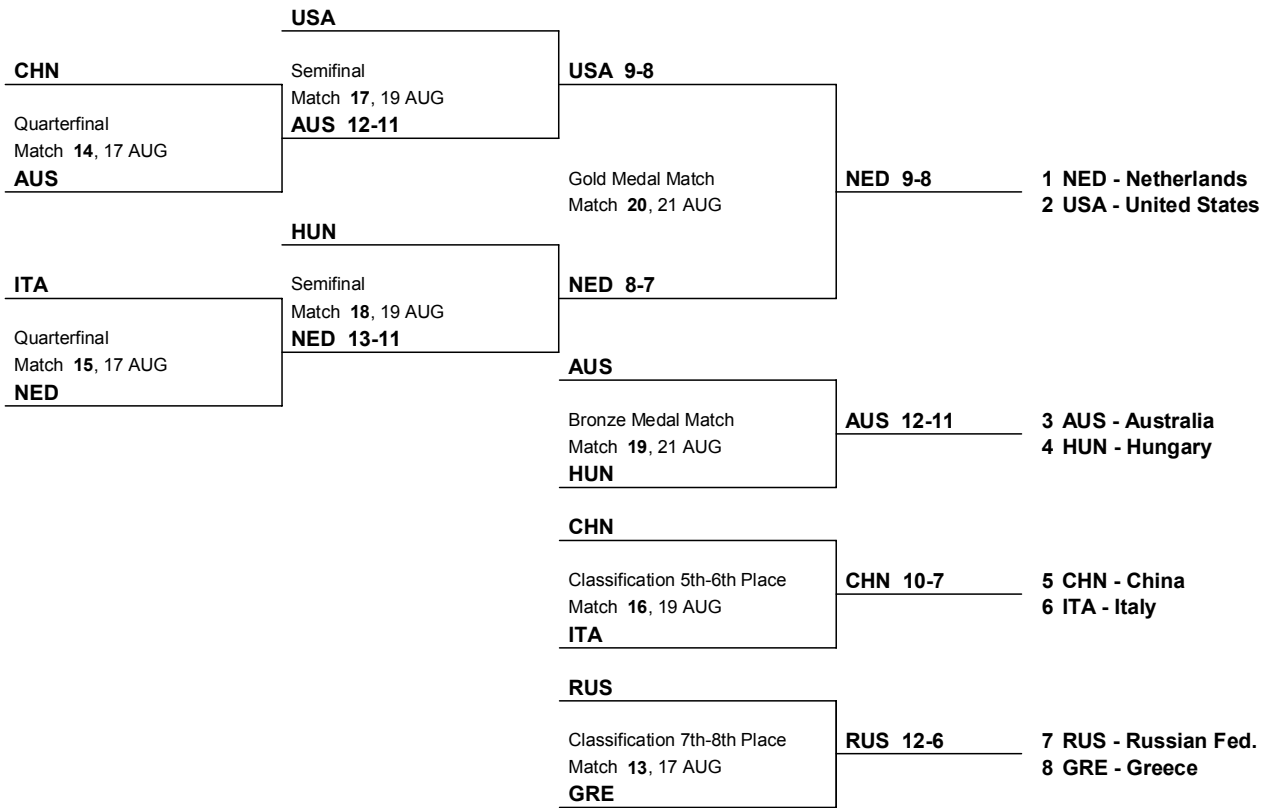 USA
CHN
Semifinal
USA 9-8
Match 17, 19 AUG
Quarterfinal
AUS 12-11
Match 14, 17 AUG
AUS
Gold Medal Match
NED 9-8
1 NED - Netherlands
Match 20, 21 AUG
2 USA - United States
HUN
ITA
Semifinal
NED 8-7
Match 18, 19 AUG
Quarterfinal
NED 13-11
Match 15, 17 AUG
AUS
NED
Bronze Medal Match
AUS 12-11
3 AUS - Australia
Match 19, 21 AUG
4 HUN - Hungary
HUN
CHN
Classification 5th-6th Place
CHN 10-7
5 CHN - China
Match 16, 19 AUG
6 ITA - Italy
ITA
RUS
Classification 7th-8th Place
RUS 12-6
7 RUS - Russian Fed.
Match 13, 17 AUG
8 GRE - Greece
GRE